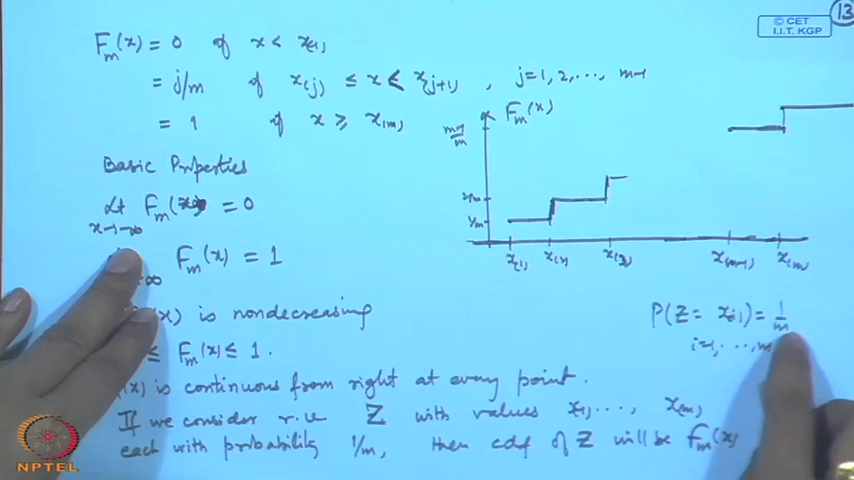 13
© CET
I.I.T. KGP
F_m(x) = 0 if x < x_(1)
= j/m if x_(j) ≤ x < x_(j+1) , j=1, 2, ..., m-1
= 1 if x ≥ x_(m)
F_m(x)
m-1/m
2/m
1/m
x_(1) x_(2) x_(3) x_(m-1) x_(m)
Basic Properties
Lt F_m(x) = 0
x→-∞
F_m(x) = 1
∞
(x) is nondecreasing
≤ F_m(x) ≤ 1.
(x) is continuous from right at every point.
P(Z = x_(i)) = 1/m
i=1, ..., m
If we consider r.v. Z with values x_(1), ..., x_(m),
each with probability 1/m, then cdf of Z will be F_m(x)
NPTEL